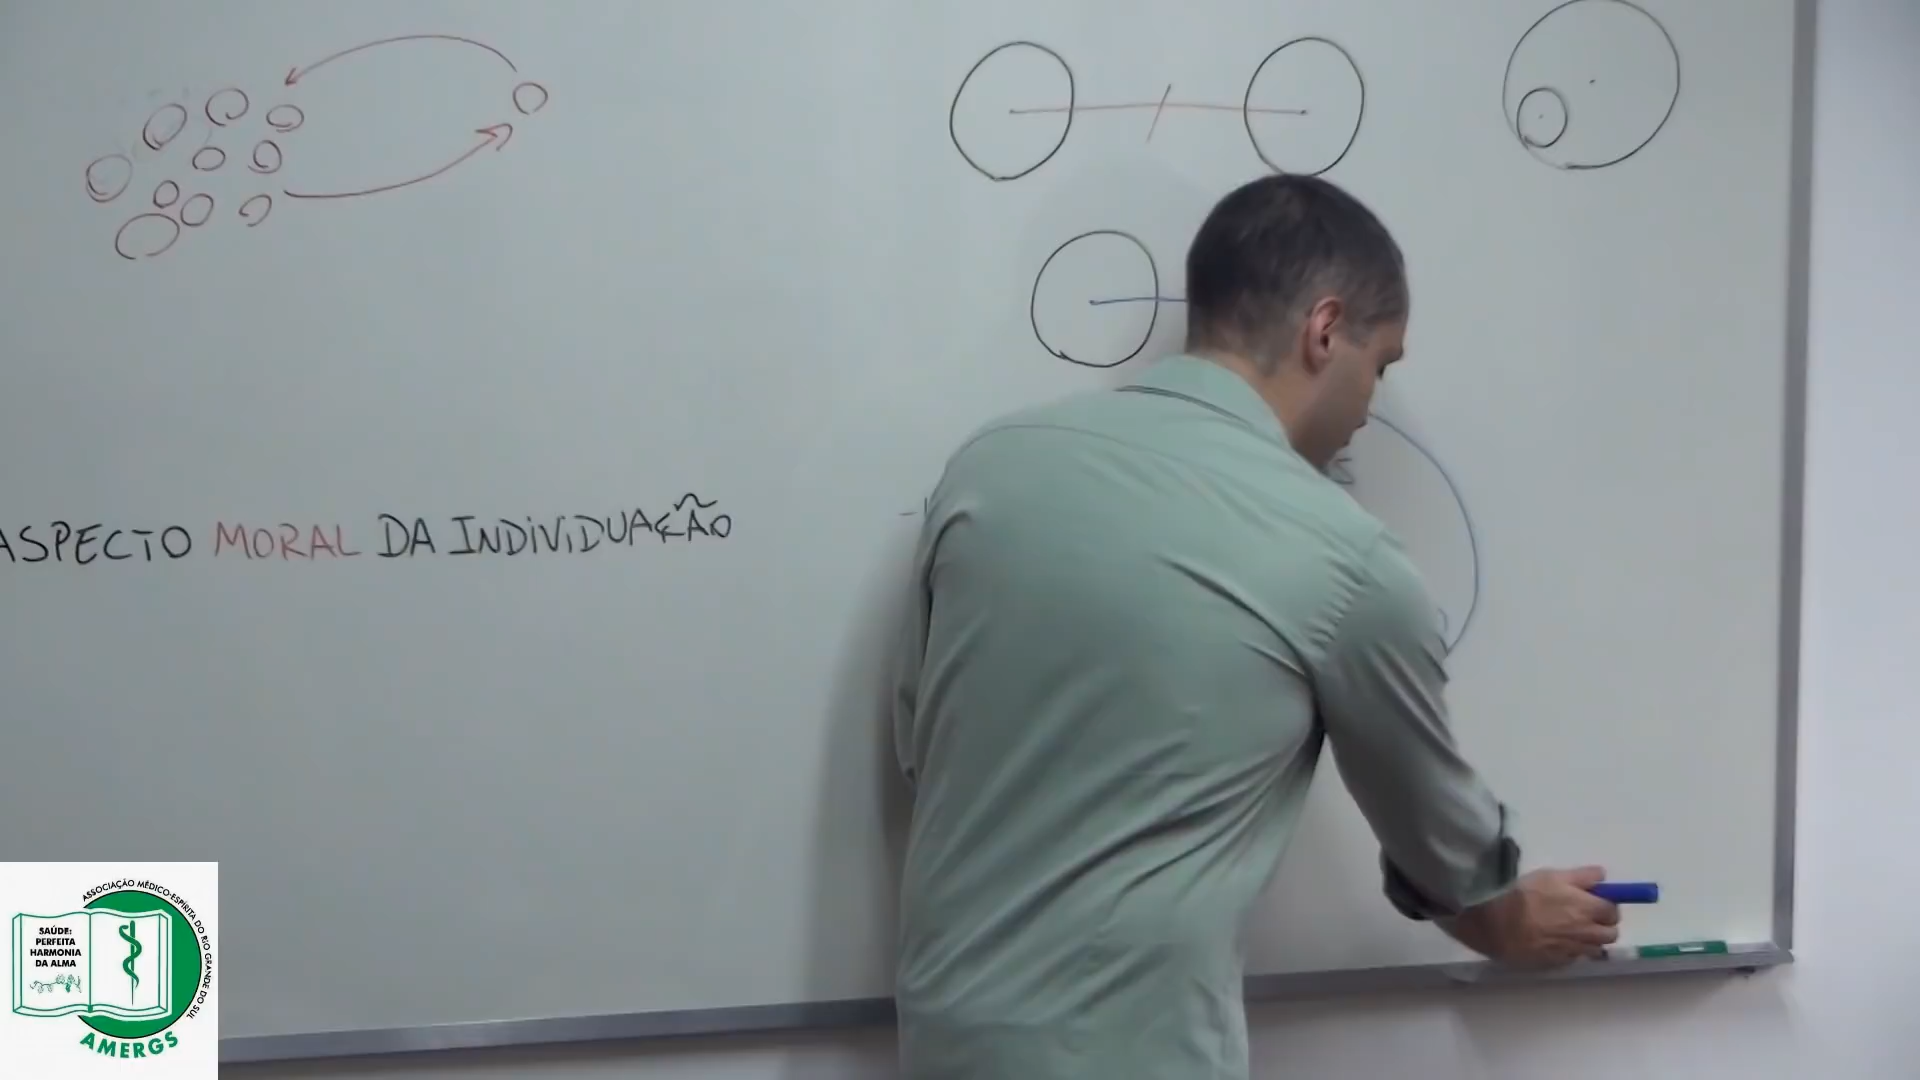 ASPECTO MORAL DA INDIVIDUAÇÃO
ASSOCIAÇÃO MÉDICO-ESPÍRITA DO RIO GRANDE DO SUL
SAÚDE:
PERFEITA
HARMONIA
DA ALMA
AMERGS